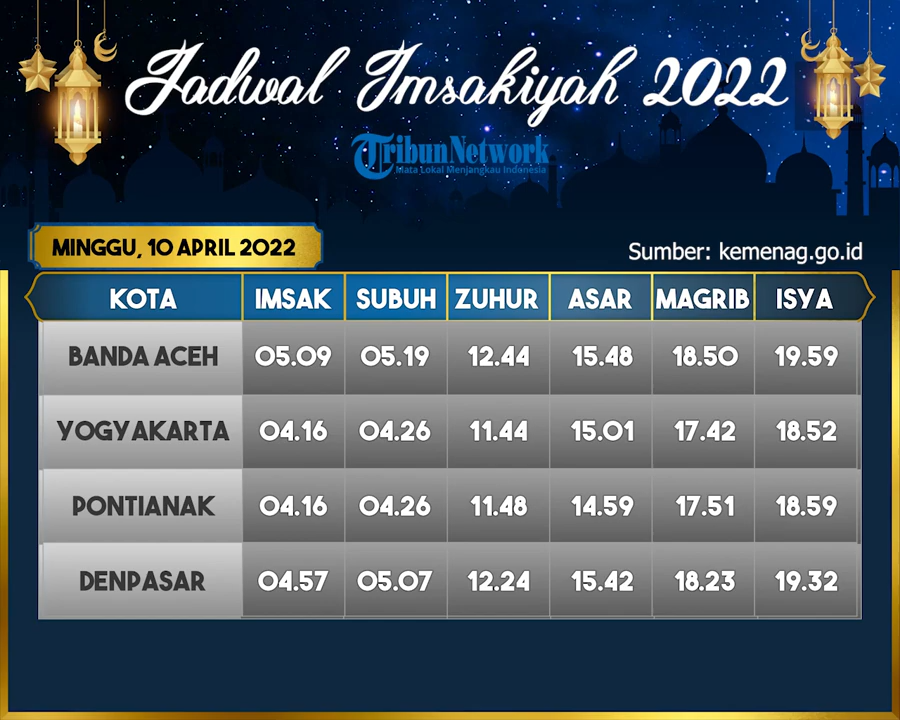 Jadwal Imsakiyah 2022
TribunNetwork
Mata Lokal Menjangkau Indonesia
MINGGU, 10 APRIL 2022
Sumber: kemenag.go.id
KOTA IMSAK SUBUH ZUHUR ASAR MAGRIB ISYA
BANDA ACEH 05.09 05.19 12.44 15.48 18.50 19.59
YOGYAKARTA 04.16 04.26 11.44 15.01 17.42 18.52
PONTIANAK 04.16 04.26 11.48 14.59 17.51 18.59
DENPASAR 04.57 05.07 12.24 15.42 18.23 19.32